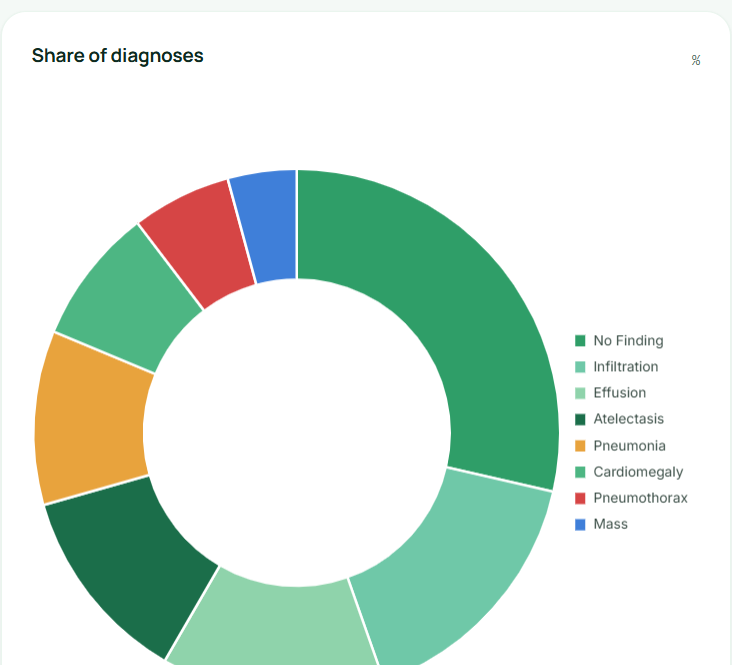 Share of diagnoses
%
No Finding
Infiltration
Effusion
Atelectasis
Pneumonia
Cardiomegaly
Pneumothorax
Mass